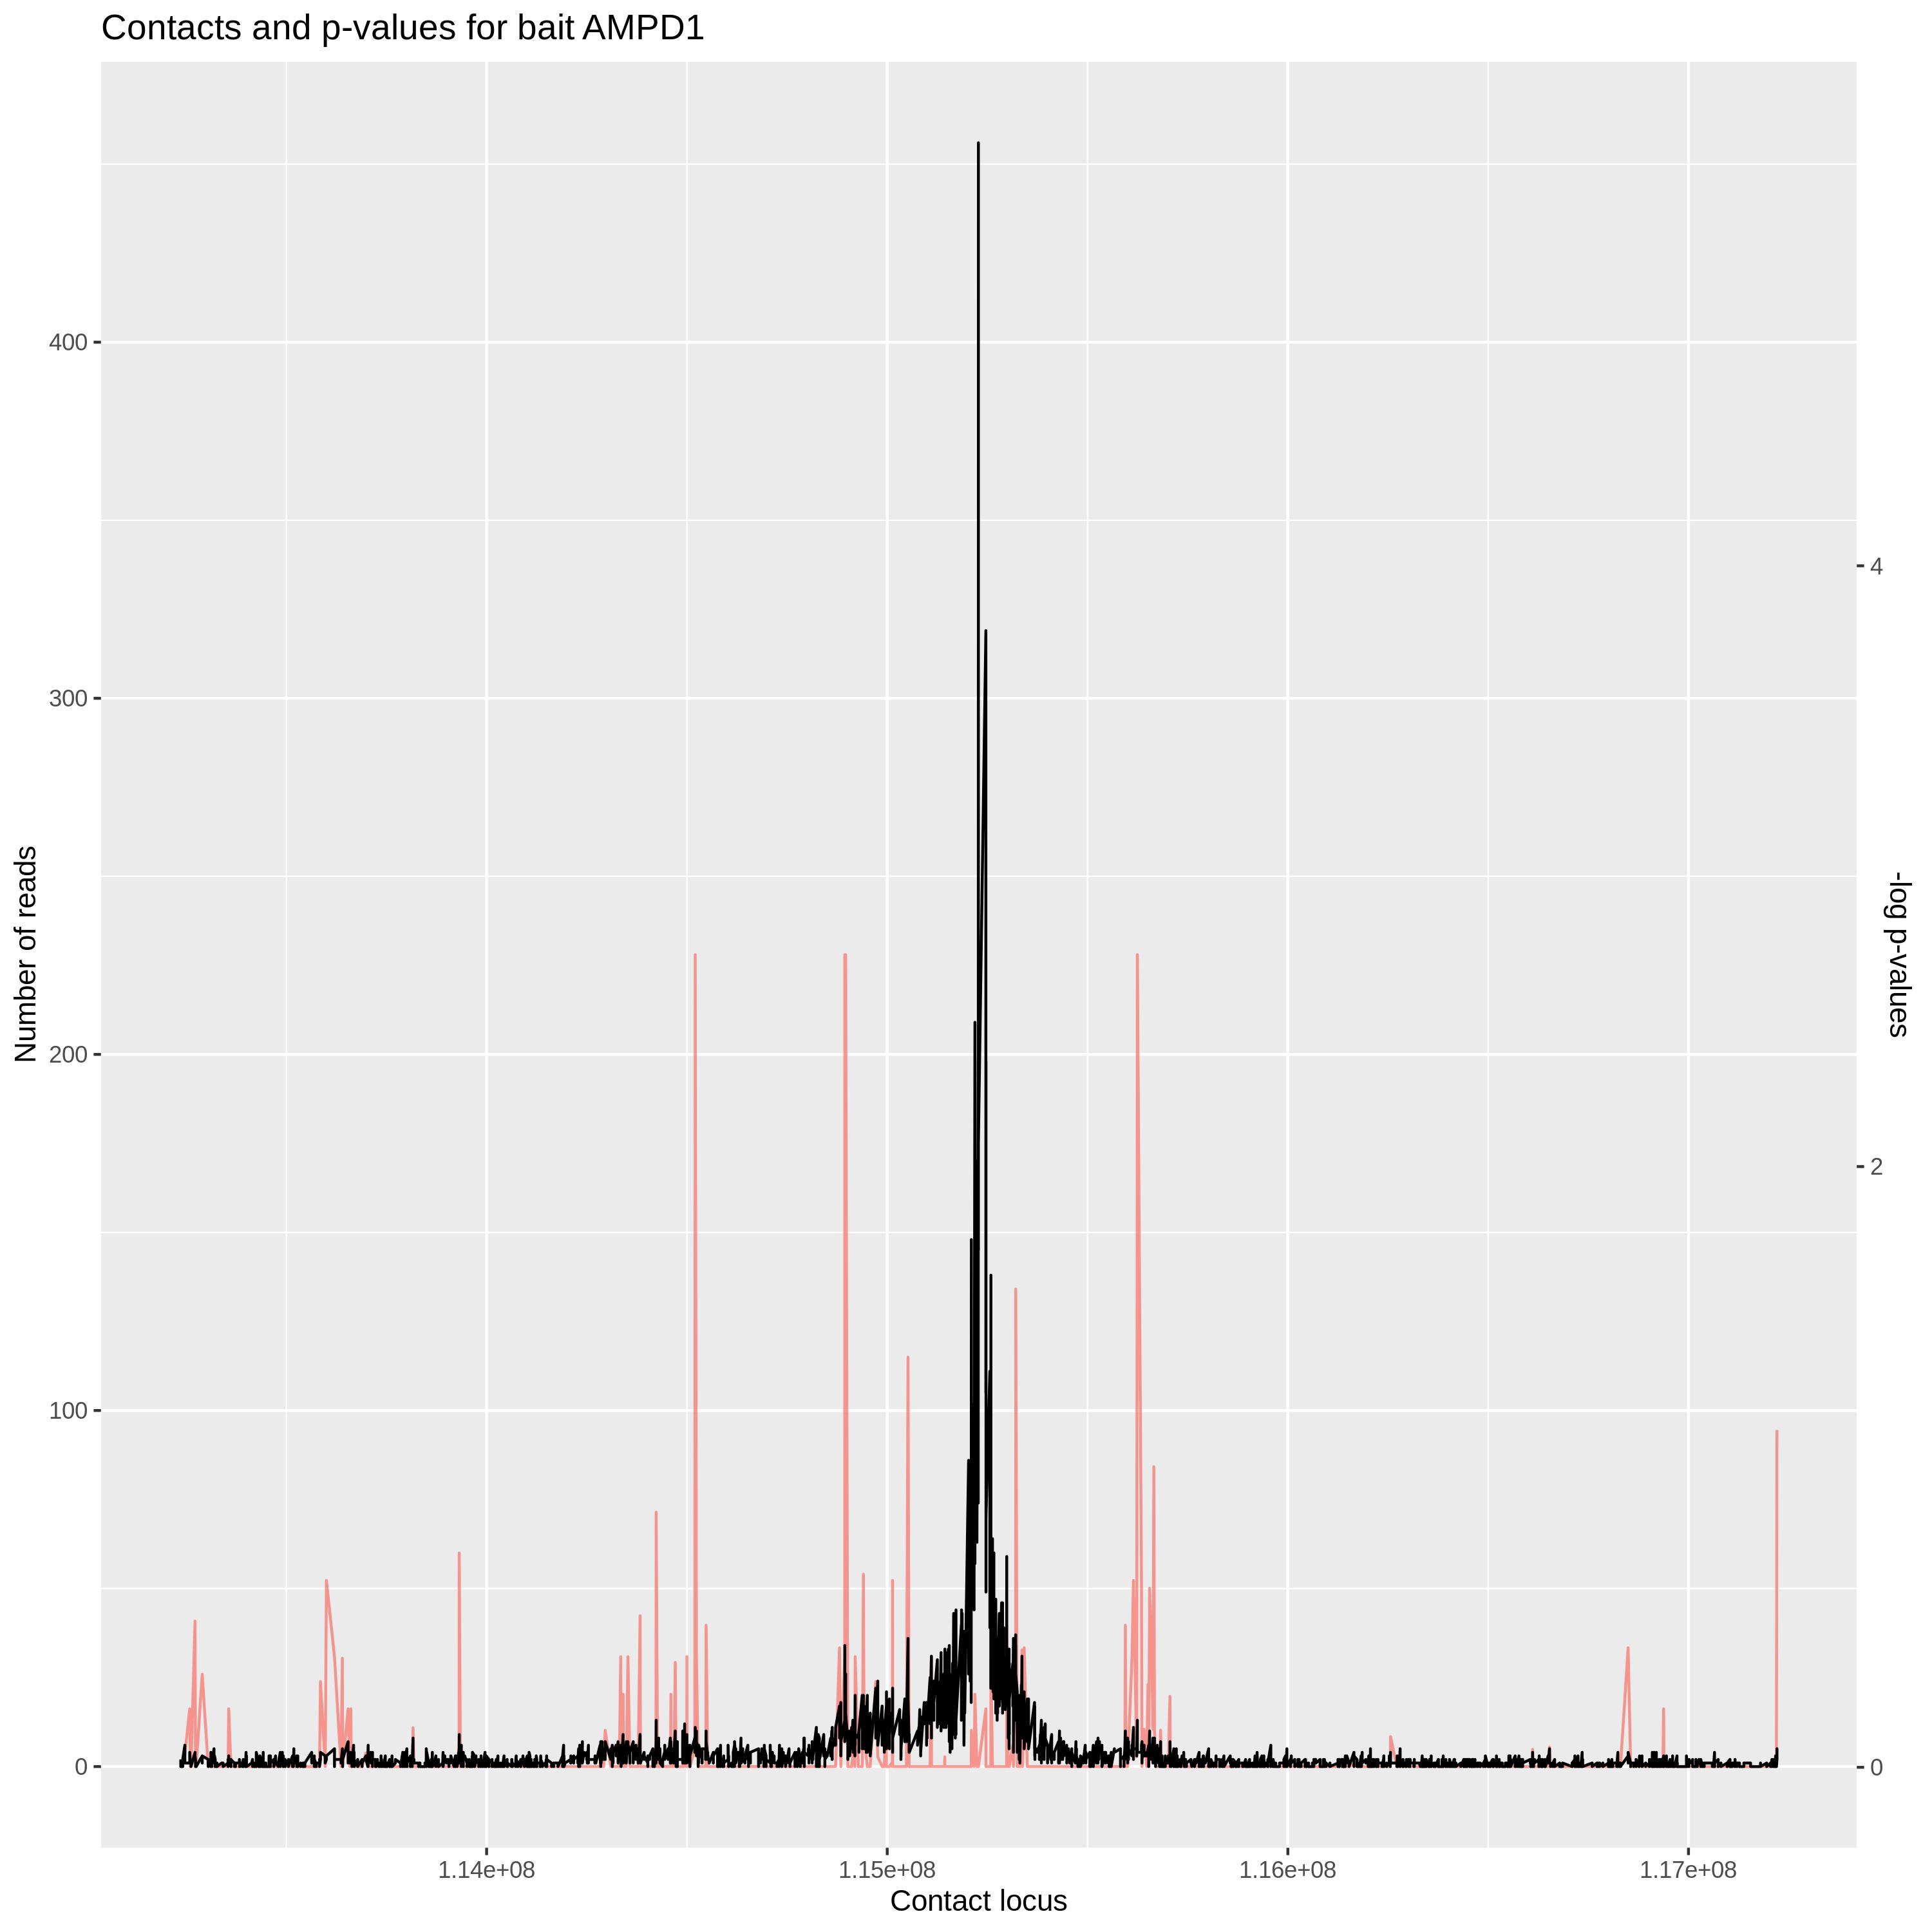 Contacts and p-values for bait AMPD1
400
300
200
100
0
Number of reads
4
2
0
-log p-values
1.14e+08 1.15e+08 1.16e+08 1.17e+08
Contact locus